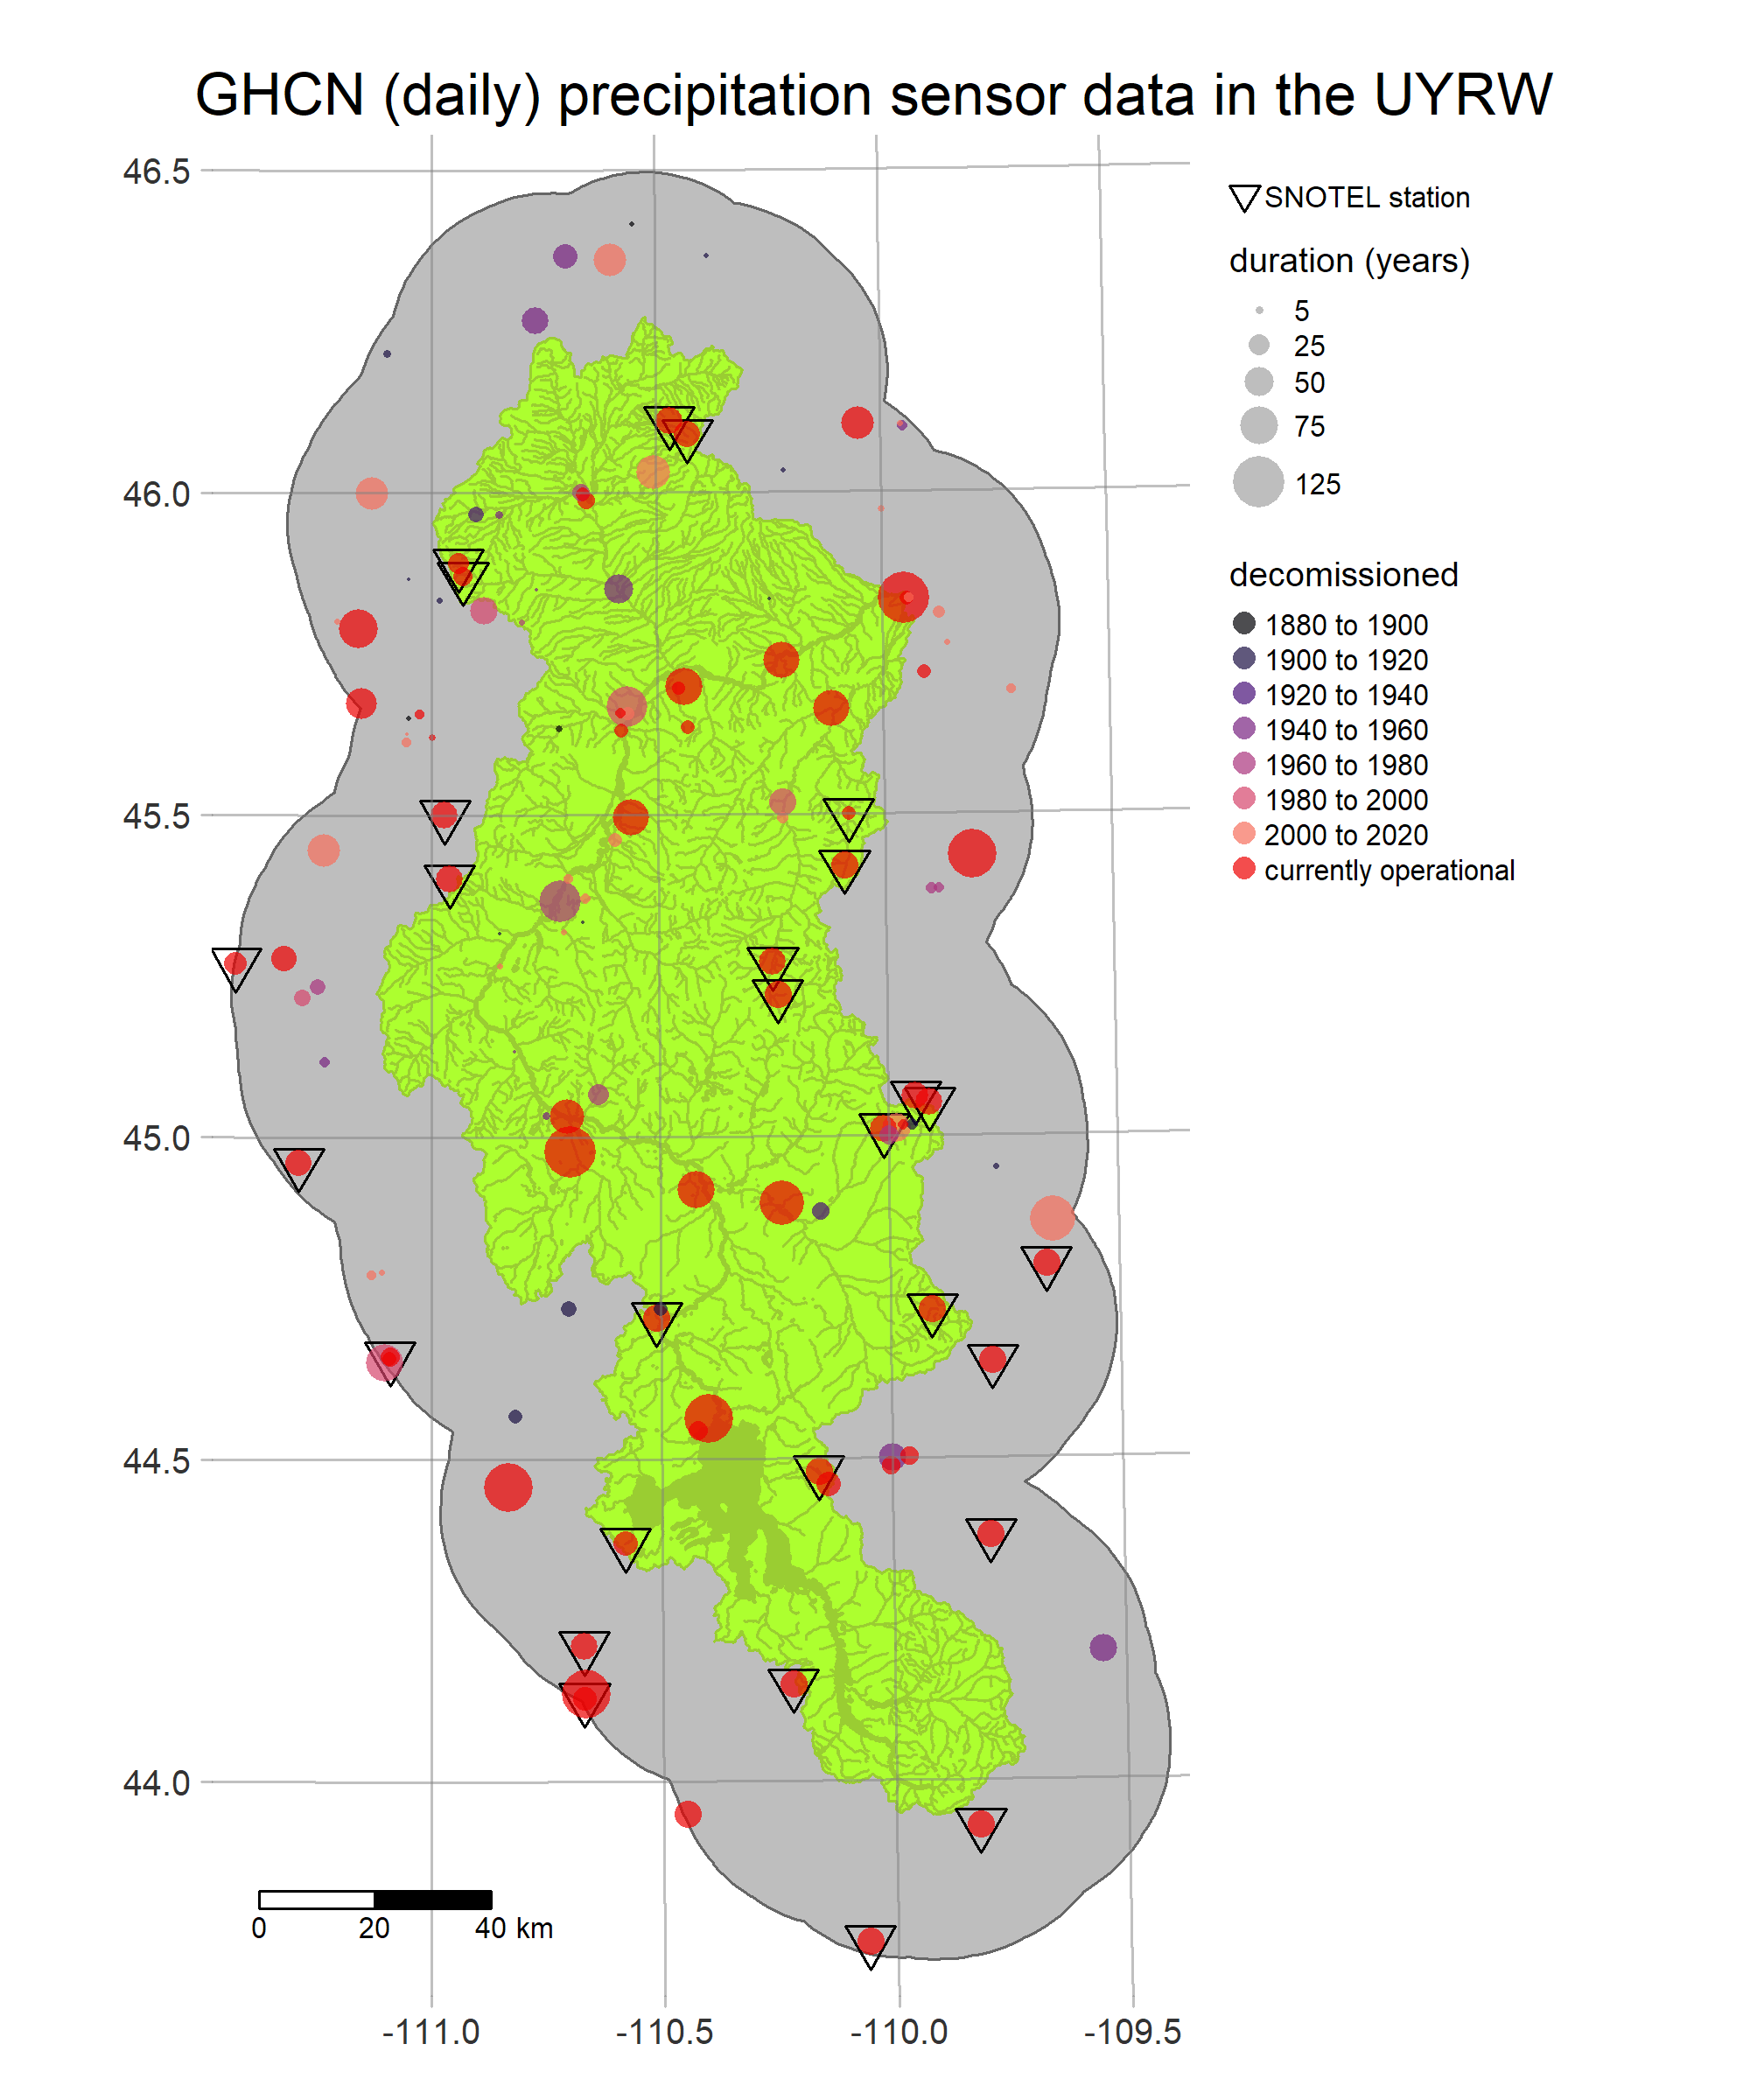 GHCN (daily) precipitation sensor data in the UYRW
46.5
46.0
45.5
45.0
44.5
44.0
-111.0
-110.5
-110.0
-109.5
0
20
40 km
SNOTEL station
duration (years)
5
25
50
75
125
decomissioned
1880 to 1900
1900 to 1920
1920 to 1940
1940 to 1960
1960 to 1980
1980 to 2000
2000 to 2020
currently operational